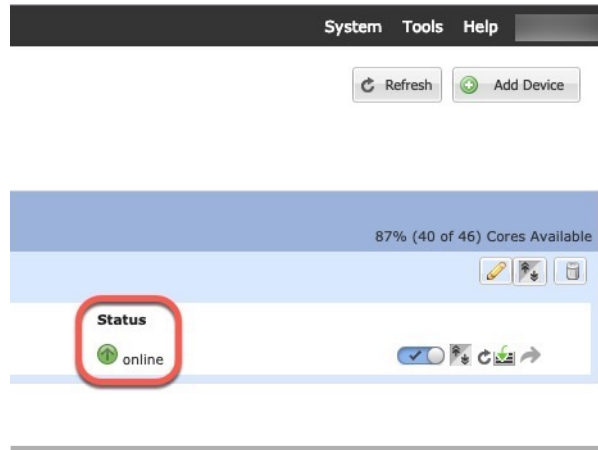 System Tools Help
Refresh Add Device
87% (40 of 46) Cores Available
Status
online